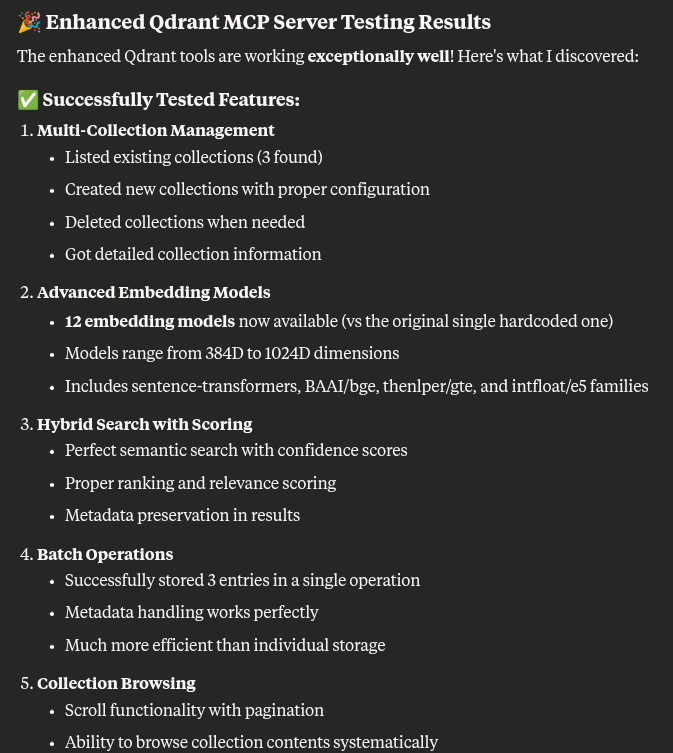 🎉 Enhanced Qdrant MCP Server Testing Results
The enhanced Qdrant tools are working exceptionally well! Here's what I discovered:
✅ Successfully Tested Features:
1. Multi-Collection Management
• Listed existing collections (3 found)
• Created new collections with proper configuration
• Deleted collections when needed
• Got detailed collection information
2. Advanced Embedding Models
• 12 embedding models now available (vs the original single hardcoded one)
• Models range from 384D to 1024D dimensions
• Includes sentence-transformers, BAAI/bge, thenlper/gte, and intfloat/e5 families
3. Hybrid Search with Scoring
• Perfect semantic search with confidence scores
• Proper ranking and relevance scoring
• Metadata preservation in results
4. Batch Operations
• Successfully stored 3 entries in a single operation
• Metadata handling works perfectly
• Much more efficient than individual storage
5. Collection Browsing
• Scroll functionality with pagination
• Ability to browse collection contents systematically